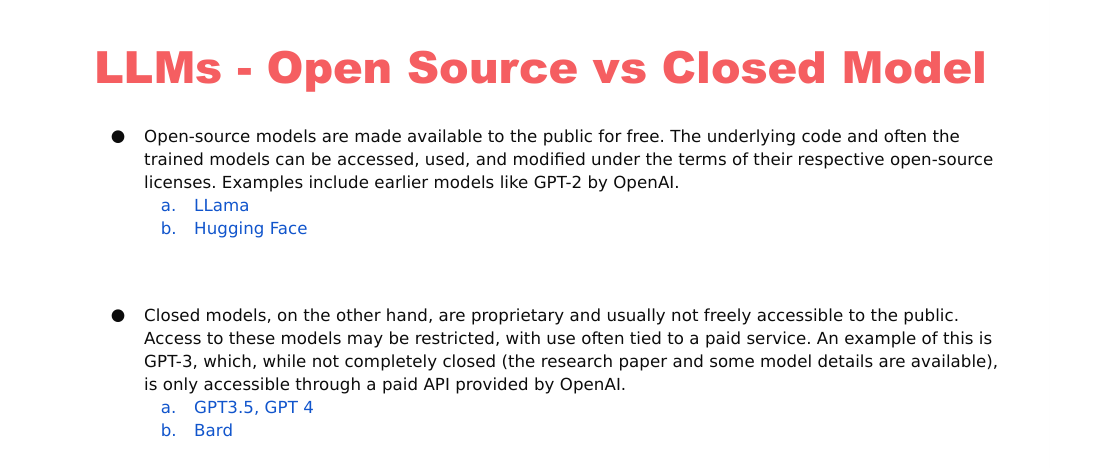 LLMs - Open Source vs Closed Model
● Open-source models are made available to the public for free. The underlying code and often the
trained models can be accessed, used, and modified under the terms of their respective open-source
licenses. Examples include earlier models like GPT-2 by OpenAI.
a. LLama
b. Hugging Face
● Closed models, on the other hand, are proprietary and usually not freely accessible to the public.
Access to these models may be restricted, with use often tied to a paid service. An example of this is
GPT-3, which, while not completely closed (the research paper and some model details are available),
is only accessible through a paid API provided by OpenAI.
a. GPT3.5, GPT 4
b. Bard